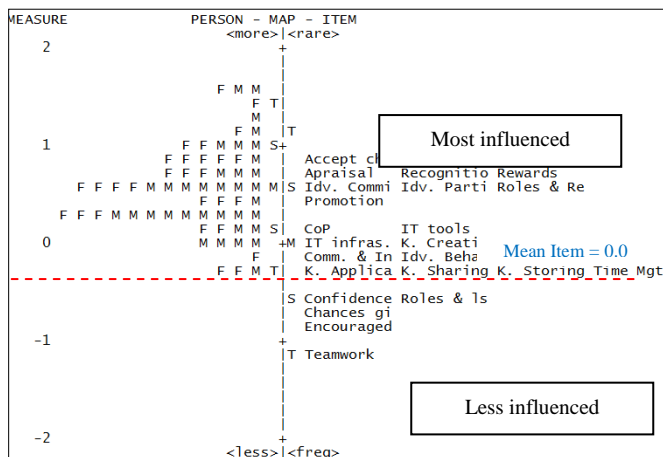 MEASURE PERSON - MAP - ITEM
<more>|<rare>
2 +
|
|
|
F M M |
F T|
M |
F M |T
1 F F M M M S+
F F F F F M | Accept ch
F F F M M M | Appraisal Recognitio Rewards
F F F F M M M M M M M M|S Idv. Commi Idv. Parti Roles & Re
| Promotion
F F F M M M M M M M M |
F F M M S| CoP IT tools
0 M M M M +M IT infras. K. Creati
F | Comm. & In Idv. Beha
F F M T| K. Applica K. Sharing K. Storing Time Mgt
|
|S Confidence Roles & ls
| Chances gi
| Encouraged
-1 +
|T Teamwork
|
|
|
-2 +
<less>|<freq>
Most influenced
Mean Item = 0.0
Less influenced